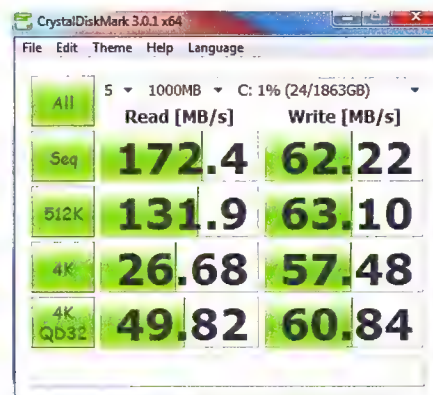 CrystalDiskMark 3.0.1 x64
File Edit Theme Help Language
All 5 1000MB C: 1% (24/1863GB)
Read [MB/s] Write [MB/s]
Seq 172.4 62.22
512K 131.9 63.10
4K 26.68 57.48
4K QD32 49.82 60.84